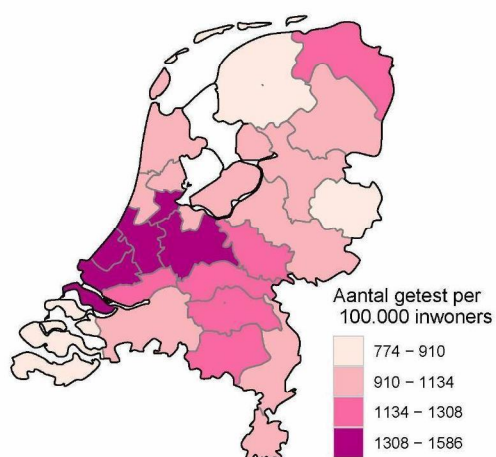 Aantal getest per
100.000 inwoners
774 – 910
910 – 1134
1134 – 1308
1308 – 1586